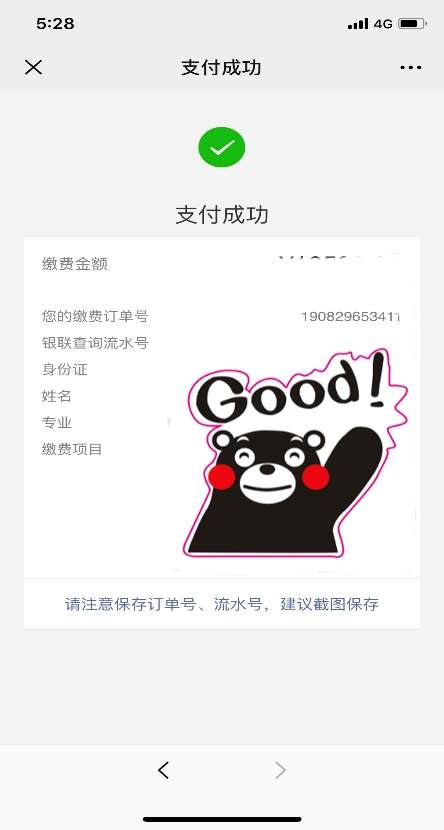 5:28
4G
支付成功
支付成功
缴费金额
您的缴费订单号 190829653411
银联查询流水号
身份证
姓名
专业
缴费项目
Good!
请注意保存订单号、流水号，建议截图保存